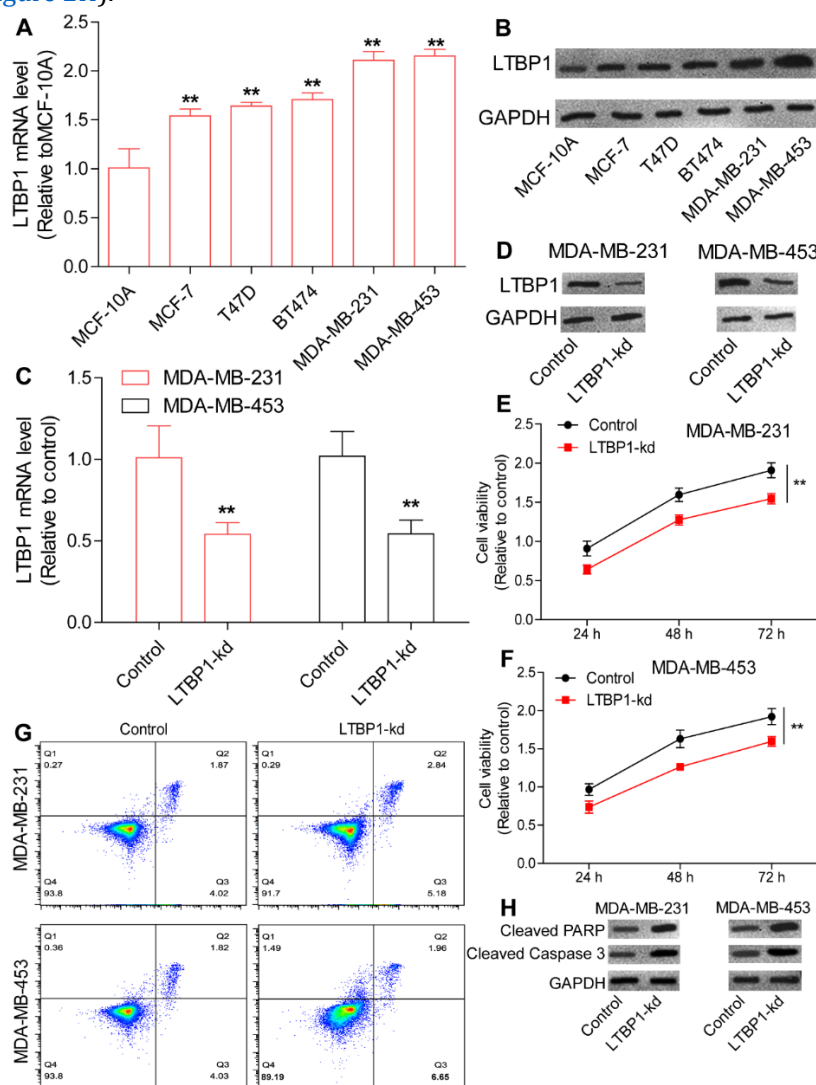 A
LTBP1 mRNA level
(Relative toMCF-10A)
2.5
2.0
1.5
1.0
0.5
0.0
**
**
**
**
**
MCF-10A
MCF-7
T47D
BT474
MDA-MB-231
MDA-MB-453
B
LTBP1
GAPDH
MCF-10A
MCF-7
T47D
BT474
MDA-MB-231
MDA-MB-453
D
MDA-MB-231
MDA-MB-453
LTBP1
GAPDH
Control
LTBP1-kd
Control
LTBP1-kd
C
LTBP1 mRNA level
(Relative to control)
1.5
1.0
0.5
0.0
MDA-MB-231
MDA-MB-453
**
**
Control
LTBP1-kd
Control
LTBP1-kd
E
Control
LTBP1-kd
MDA-MB-231
Cell viability
(Relative to control)
2.5
2.0
1.5
1.0
0.5
0.0
**
24 h
48 h
72 h
F
Control
LTBP1-kd
MDA-MB-453
Cell viability
(Relative to control)
2.5
2.0
1.5
1.0
0.5
0.0
**
24 h
48 h
72 h
G
Control
LTBP1-kd
MDA-MB-231
Q1
0.27
Q2
1.87
Q4
93.8
Q3
4.02
Q1
0.29
Q2
2.84
Q4
91.7
Q3
5.18
MDA-MB-453
Q1
0.36
Q2
1.82
Q4
93.8
Q3
4.03
Q1
1.49
Q2
1.96
Q4
89.19
Q3
6.65
H
MDA-MB-231
MDA-MB-453
Cleaved PARP
Cleaved Caspase 3
GAPDH
Control
LTBP1-kd
Control
LTBP1-kd